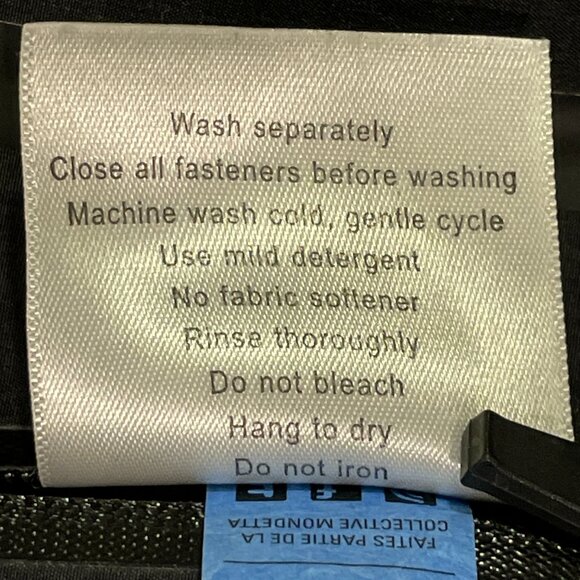 Wash separately
Close all fasteners before washing
Machine wash cold, gentle cycle
Use mild detergent
No fabric softener
Rinse thoroughly
Do not bleach
Hang to dry
Do not iron
FAITES PARTIE DE LA
COLLECTIVE MONDETTA